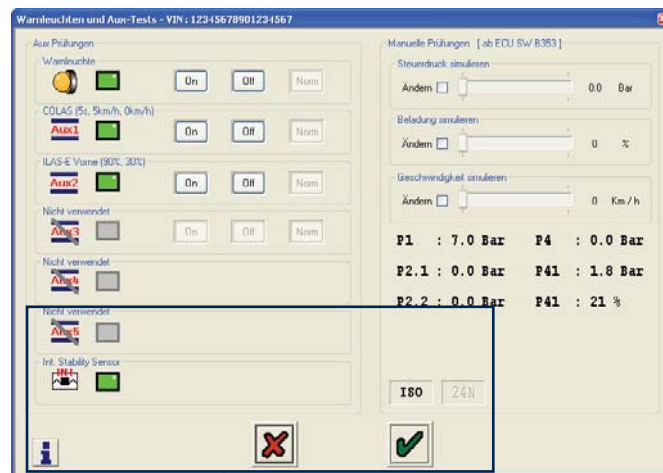 Warnleuchten und Aux-Tests - VIN : 12345678901234567
Aux Prüfungen
Warnleuchte
On Off Norm
COLAS (5s, 5km/h, 0km/h)
Aux1 On Off Norm
ILAS-E Vorne (90%, 30%)
Aux2 On Off Norm
Nicht verwendet
Aux3 On Off Norm
Nicht verwendet
Aux4
Nicht verwendet
Aux5
Int. Stability Sensor
INT
i
Manuelle Prüfungen [ ab ECU SW B353 ]
Steuerdruck simulieren
Ändern 0.0 Bar
Beladung simulieren
Ändern 0 %
Geschwindigkeit simulieren
Ändern 0 Km/h
P1 : 7.0 Bar P4 : 0.0 Bar
P2.1 : 0.0 Bar P41 : 1.8 Bar
P2.2 : 0.0 Bar P41 : 21 %
ISO 24N